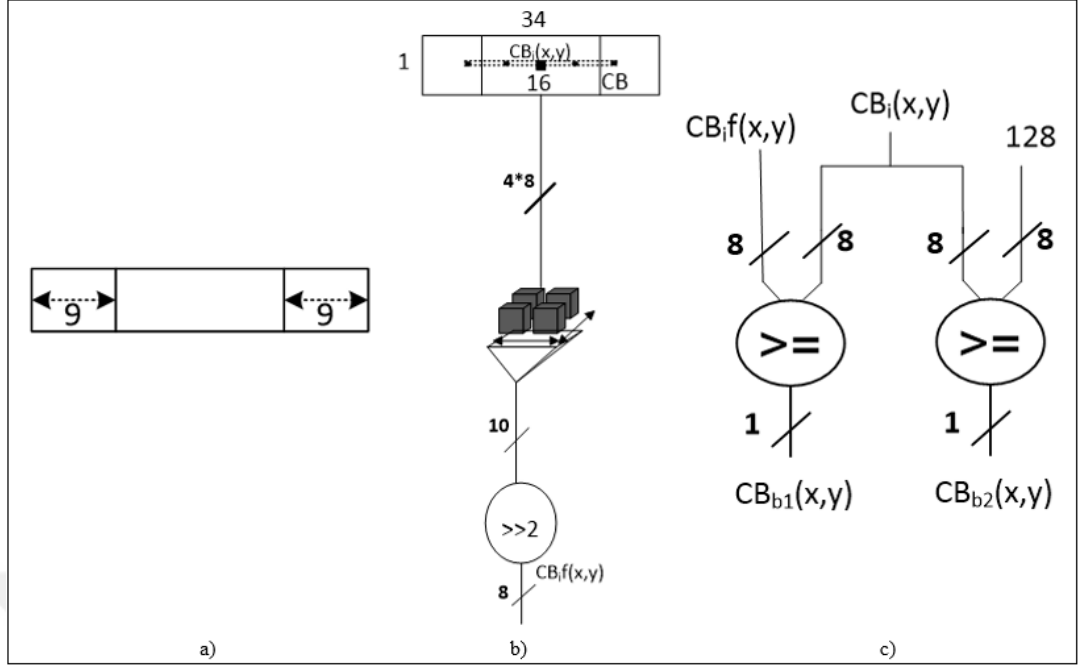 9
9
a)
34
1
CBi(x,y)
16
CB
4*8
10
>>2
CBif(x,y)
8
b)
CBif(x,y)
CBi(x,y)
128
8
8
8
8
>=
>=
1
1
CBb1(x,y)
CBb2(x,y)
c)